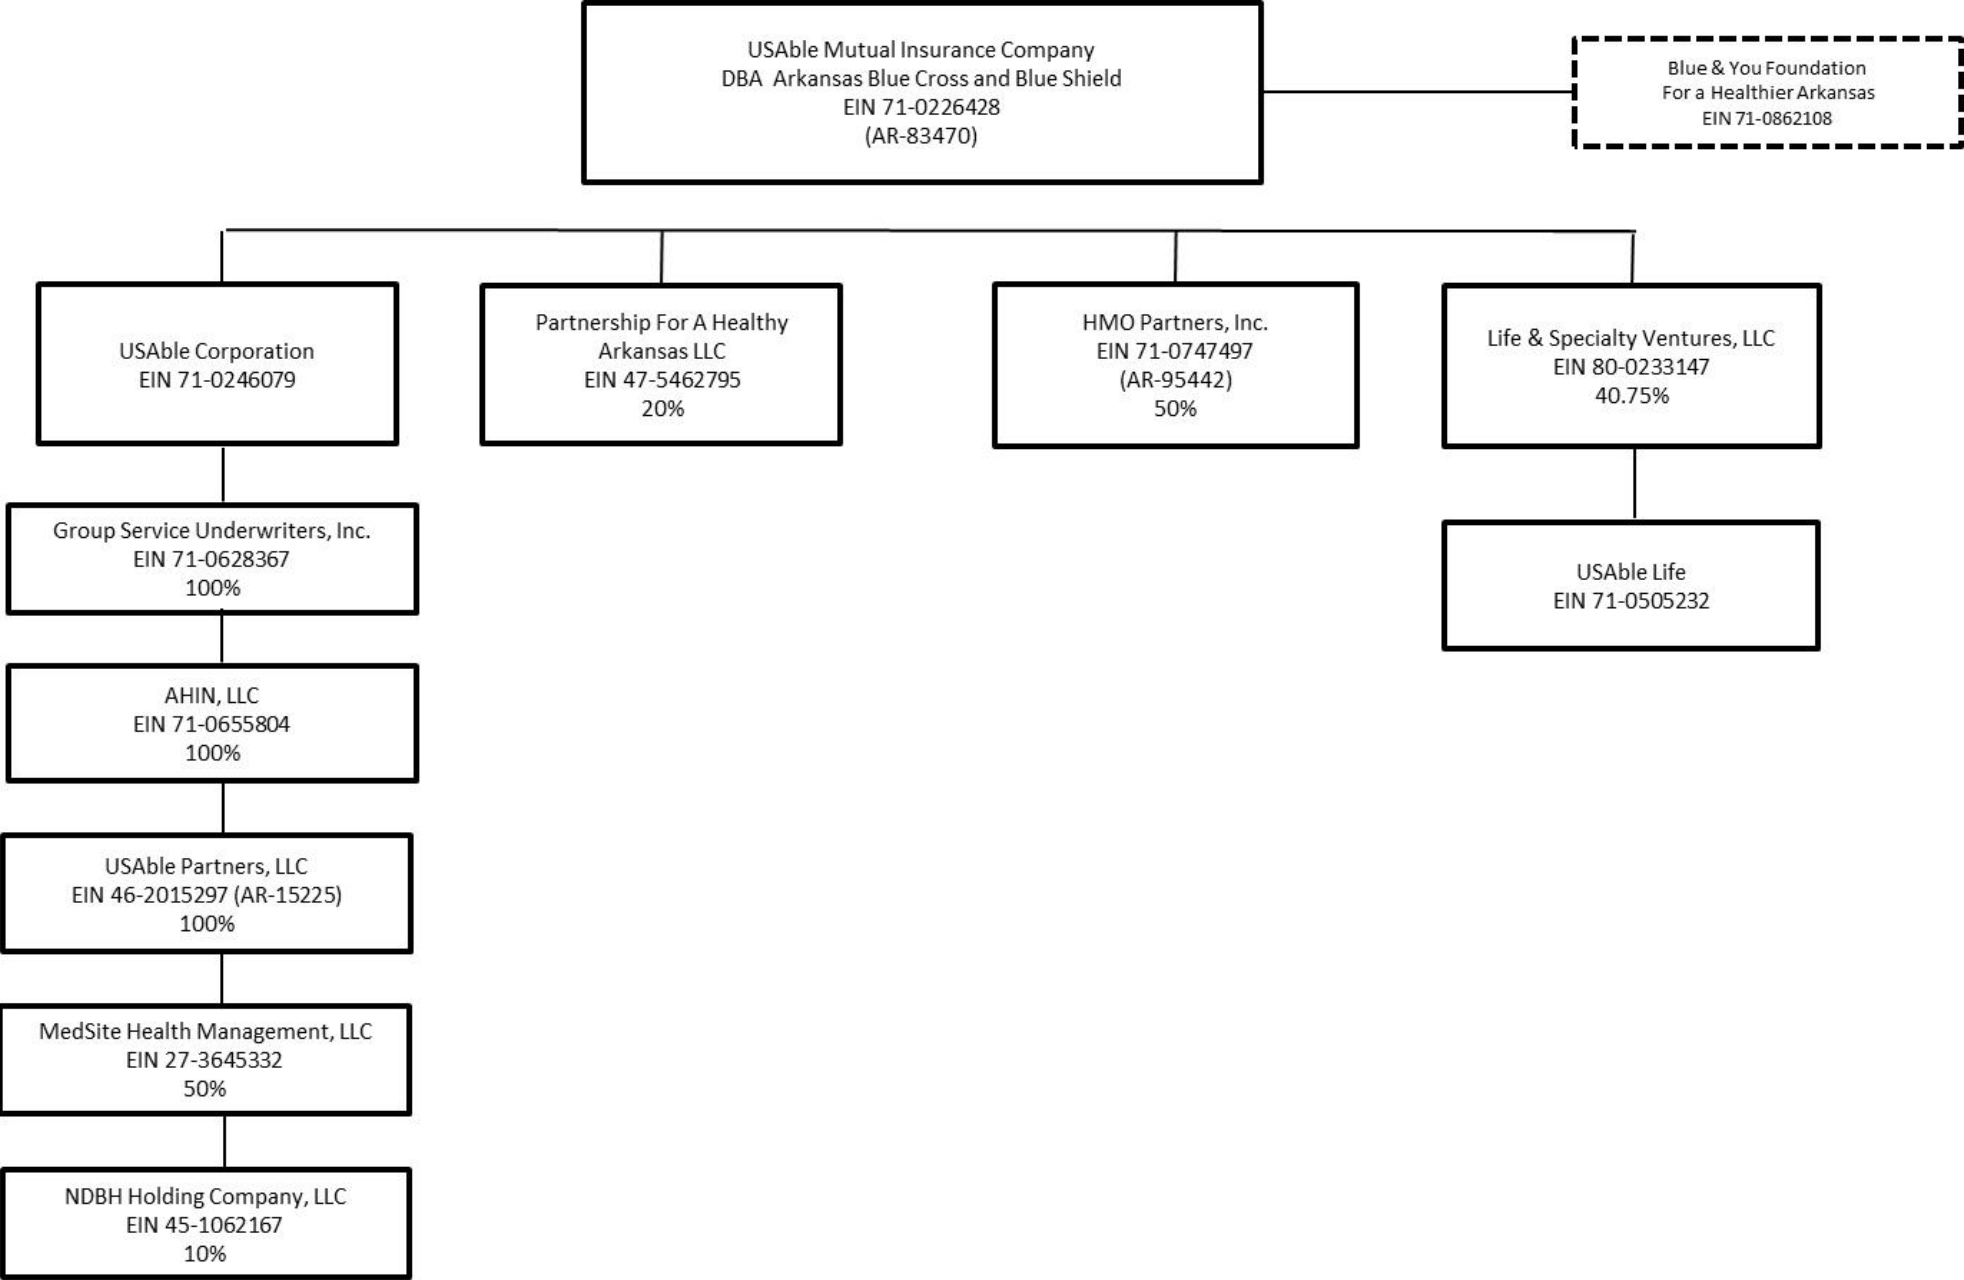 USAble Mutual Insurance Company
DBA Arkansas Blue Cross and Blue Shield
EIN 71-0226428
(AR-83470)
Blue & You Foundation
For a Healthier Arkansas
EIN 71-0862108
USAble Corporation
EIN 71-0246079
Partnership For A Healthy
Arkansas LLC
EIN 47-5462795
20%
HMO Partners, Inc.
EIN 71-0747497
(AR-95442)
50%
Life & Specialty Ventures, LLC
EIN 80-0233147
40.75%
Group Service Underwriters, Inc.
EIN 71-0628367
100%
USAble Life
EIN 71-0505232
AHIN, LLC
EIN 71-0655804
100%
USAble Partners, LLC
EIN 46-2015297 (AR-15225)
100%
MedSite Health Management, LLC
EIN 27-3645332
50%
NDBH Holding Company, LLC
EIN 45-1062167
10%